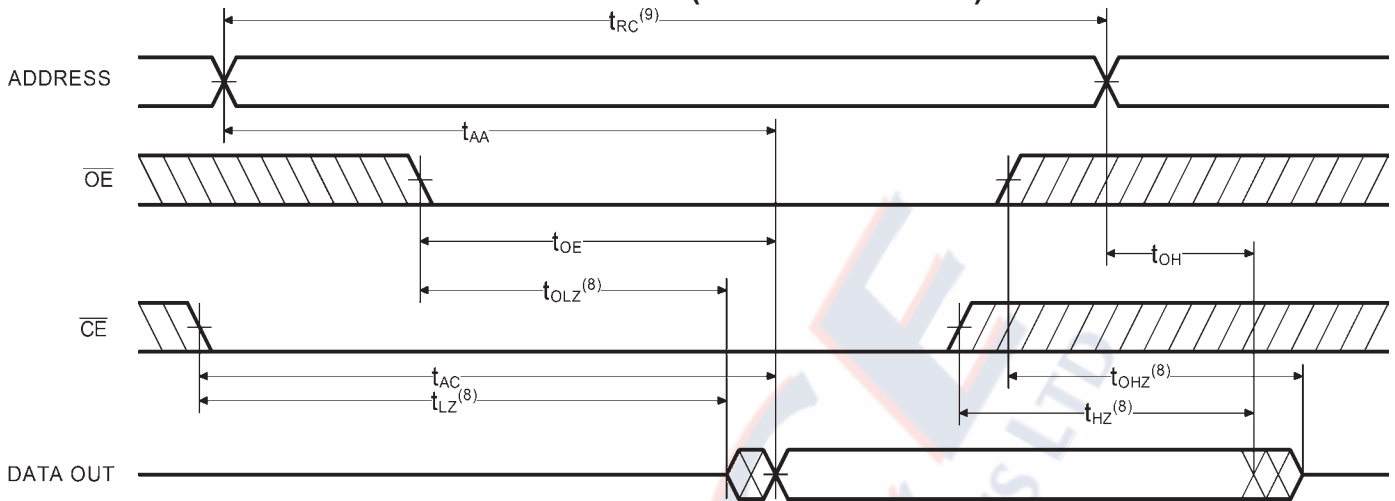 tRC(9)
ADDRESS
tAA
OE
tOE
tOH
tOLZ(8)
CE
tAC
tOHZ(8)
tLZ(8)
tHZ(8)
DATA OUT
LTD